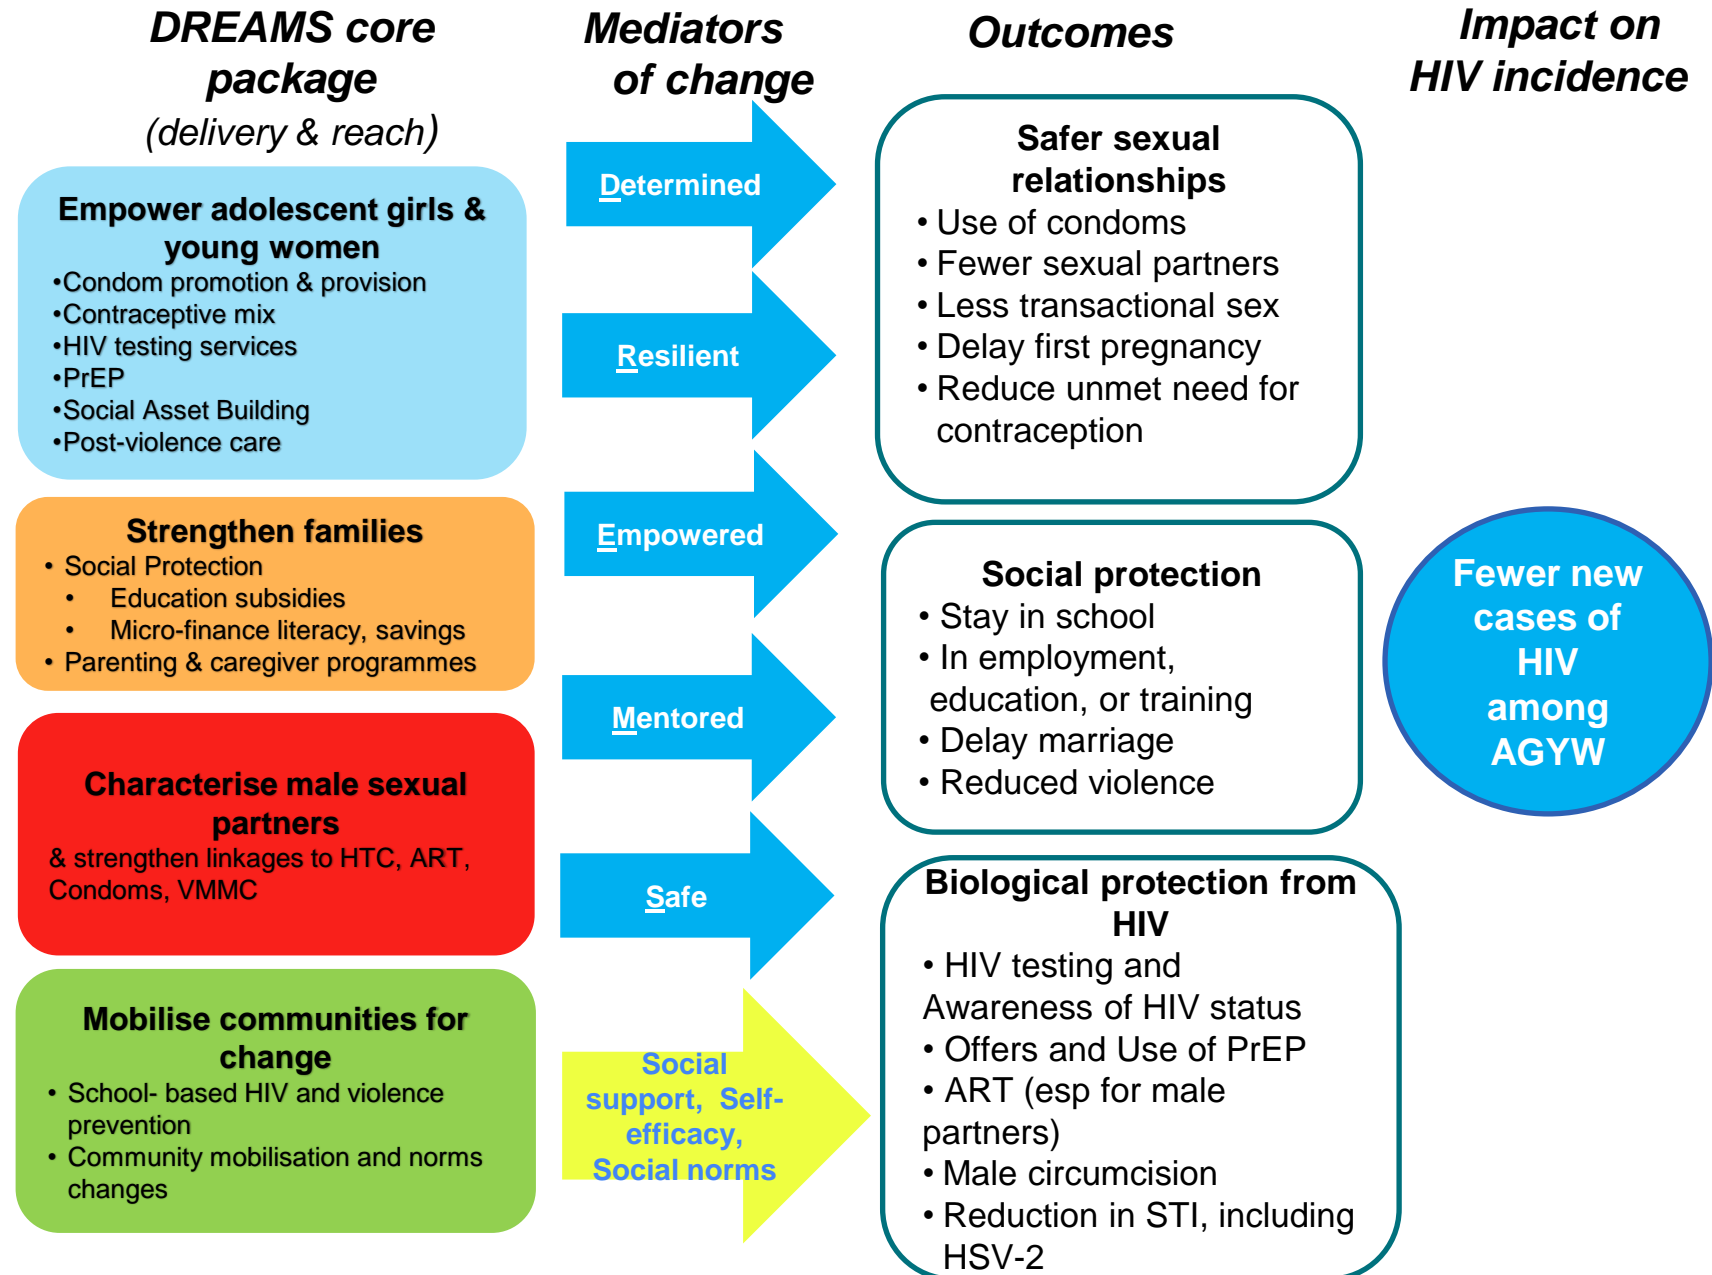 DREAMS core
package
(delivery & reach)
Empower adolescent girls &
young women
•Condom promotion & provision
•Contraceptive mix
•HIV testing services
•PrEP
•Social Asset Building
•Post-violence care
Strengthen families
• Social Protection
• Education subsidies
• Micro-finance literacy, savings
• Parenting & caregiver programmes
Characterise male sexual
partners
& strengthen linkages to HTC, ART,
Condoms, VMMC
Mobilise communities for
change
• School- based HIV and violence
prevention
• Community mobilisation and norms
changes
Mediators
of change
Determined
Resilient
Empowered
Mentored
Safe
Social
support, Self-
efficacy,
Social norms
Outcomes
Safer sexual
relationships
• Use of condoms
• Fewer sexual partners
• Less transactional sex
• Delay first pregnancy
• Reduce unmet need for
contraception
Social protection
• Stay in school
• In employment,
education, or training
• Delay marriage
• Reduced violence
Biological protection from
HIV
• HIV testing and
Awareness of HIV status
• Offers and Use of PrEP
• ART (esp for male
partners)
• Male circumcision
• Reduction in STI, including
HSV-2
Impact on
HIV incidence
Fewer new
cases of
HIV
among
AGYW